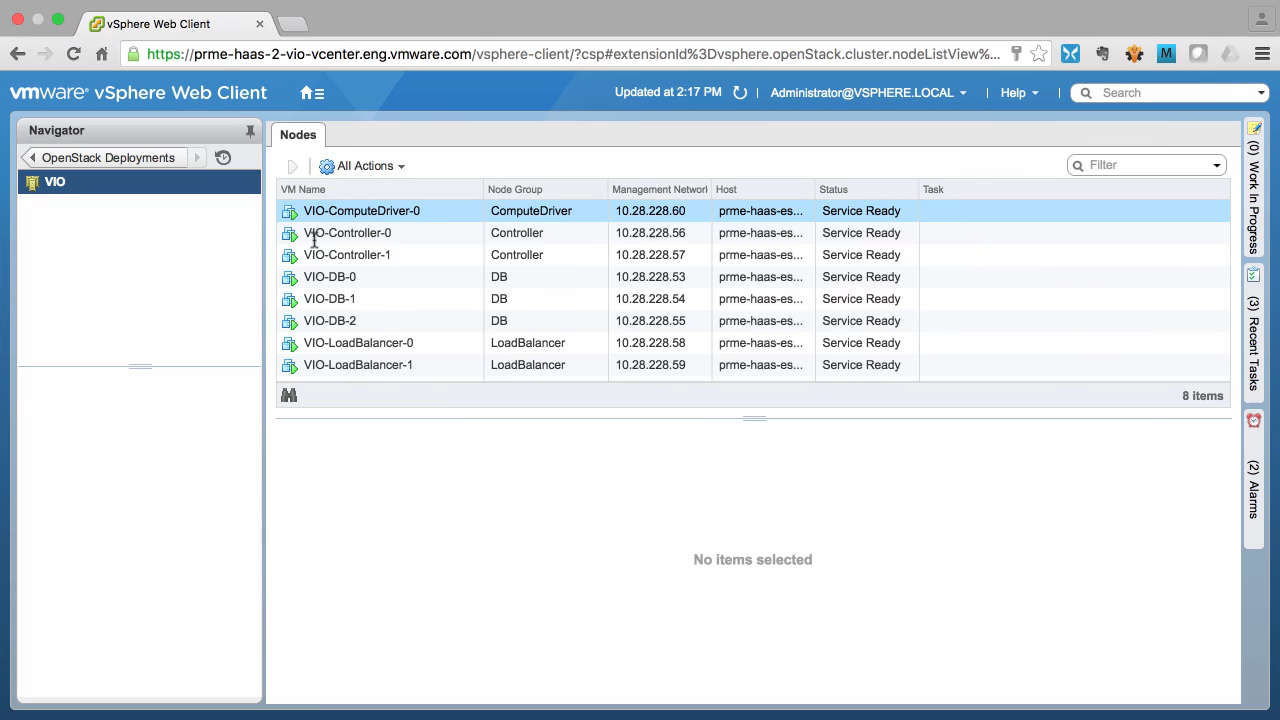 vSphere Web Client
https://prme-haas-2-vio-vcenter.eng.vmware.com/vsphere-client/?csp#extensionId%3Dvsphere.openStack.cluster.nodeListView%...
M
vmware® vSphere Web Client
Updated at 2:17 PM
Administrator@VSPHERE.LOCAL
Help
Search
Navigator
OpenStack Deployments
VIO
Nodes
All Actions
Filter
VM Name Node Group Management Network Host Status Task
VIO-ComputeDriver-0 ComputeDriver 10.28.228.60 prme-haas-es... Service Ready
VIO-Controller-0 Controller 10.28.228.56 prme-haas-es... Service Ready
VIO-Controller-1 Controller 10.28.228.57 prme-haas-es... Service Ready
VIO-DB-0 DB 10.28.228.53 prme-haas-es... Service Ready
VIO-DB-1 DB 10.28.228.54 prme-haas-es... Service Ready
VIO-DB-2 DB 10.28.228.55 prme-haas-es... Service Ready
VIO-LoadBalancer-0 LoadBalancer 10.28.228.58 prme-haas-es... Service Ready
VIO-LoadBalancer-1 LoadBalancer 10.28.228.59 prme-haas-es... Service Ready
8 items
No items selected
(0) Work In Progress
(3) Recent Tasks
(2) Alarms